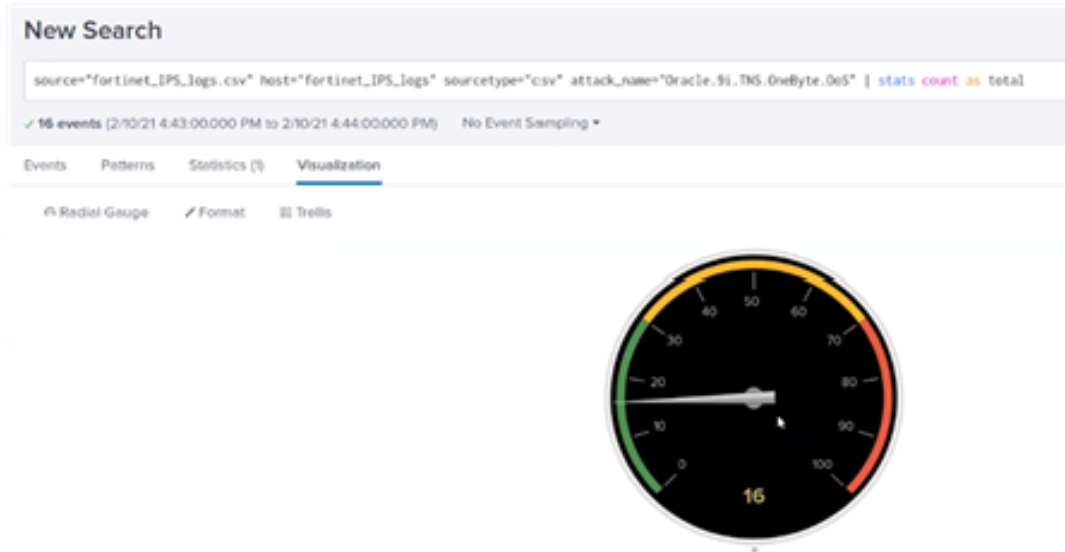 New Search
source="fortinet_IPS_logs.csv" host="fortinet_IPS_logs" sourcetype="csv" attack_name="Oracle.9i.TNS.OneByte.DoS" | stats count as total
✓ 16 events (2/10/21 4:43:00.000 PM to 2/10/21 4:44:00.000 PM) No Event Sampling ▾
Events Patterns Statistics (1) Visualization
Radial Gauge Format Trellis
50
40 60
30 70
20 80
10 90
0 100
16